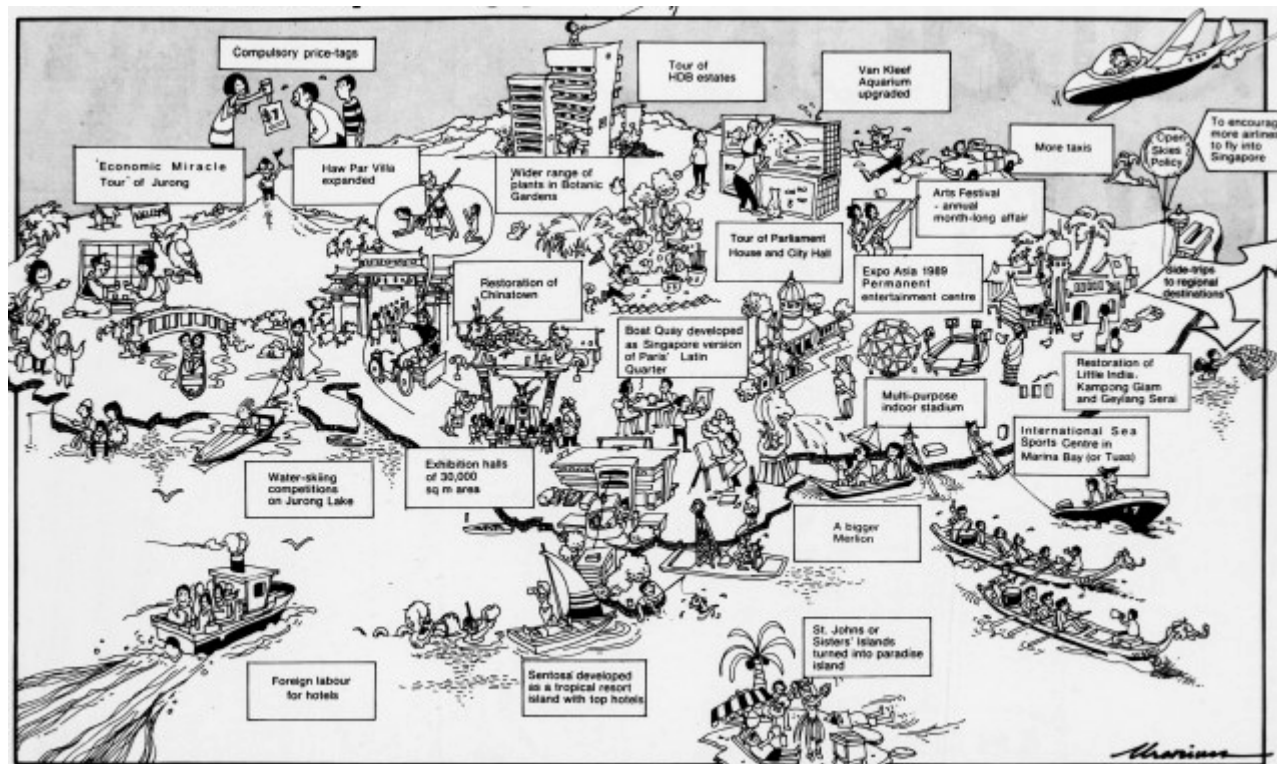 Compulsory price-tags
Tour of
HDB estates
Van Kleef
Aquarium
upgraded
To encourag
more airlines
to fly into
Singapore
Open
Skies
Policy
More taxis
'Economic Miracle
Tour' of Jurong
Haw Par Villa
expanded
Wider range
of plants in Botanic
Gardens
Arts Festival
- annual
month-long affair
$7
Tour of Parliament
House and City Hall
Restoration of
Chinatown
Expo Asia 1989
Permanent
entertainment centre
Side-trips
to regional
destinations
Boat Quay developed
as Singapore version
of Paris' Latin
Quarter
Multi-purpose
indoor stadium
Restoration of
Little India,
Kampong Glam
and Geylang Serai
Water-skiing
competitions
on Jurong Lake
Exhibition halls
of 30,000
sq m area
International Sea
Sports Centre in
Marina Bay (or Tuas)
A bigger
Merlion
Foreign labour
for hotels
Sentosa developed
as a tropical resort
island with top hotels
St. Johns or
Sisters' Islands
turned into paradise
island